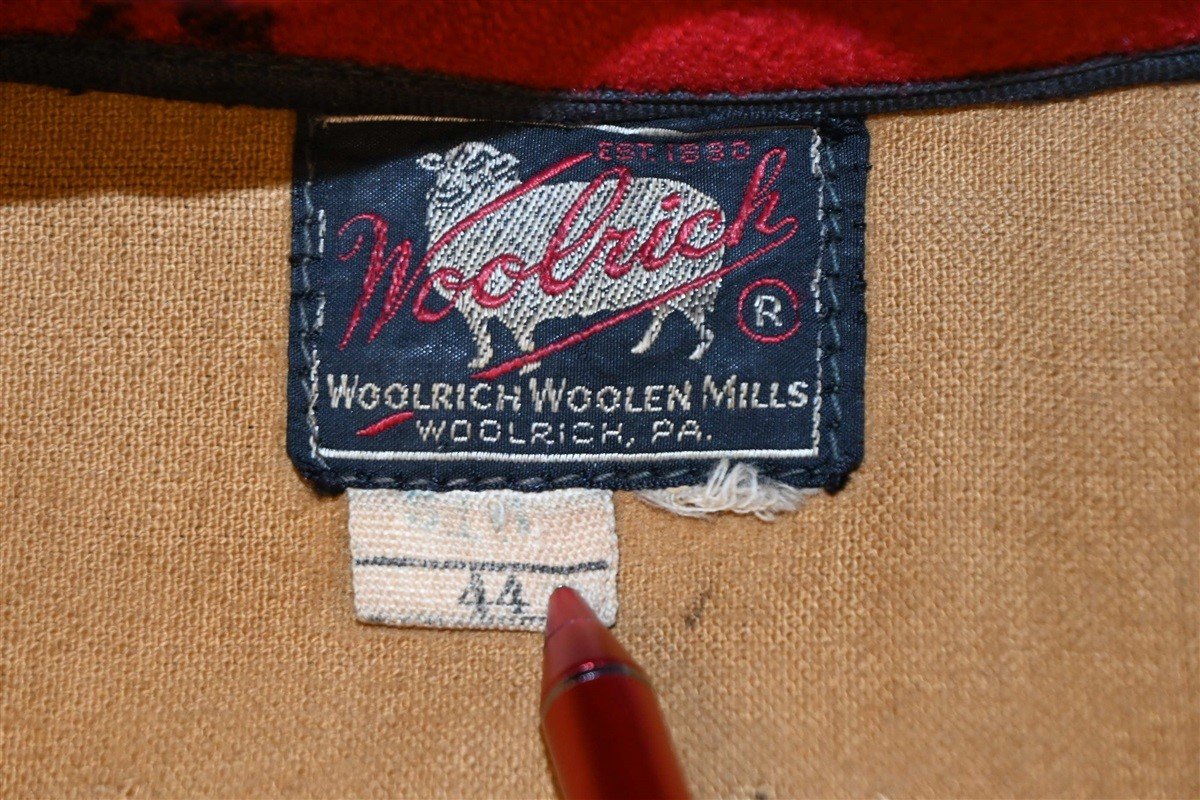 EST. 1830
Woolrich
R
WOOLRICH WOOLEN MILLS
WOOLRICH, PA.
44